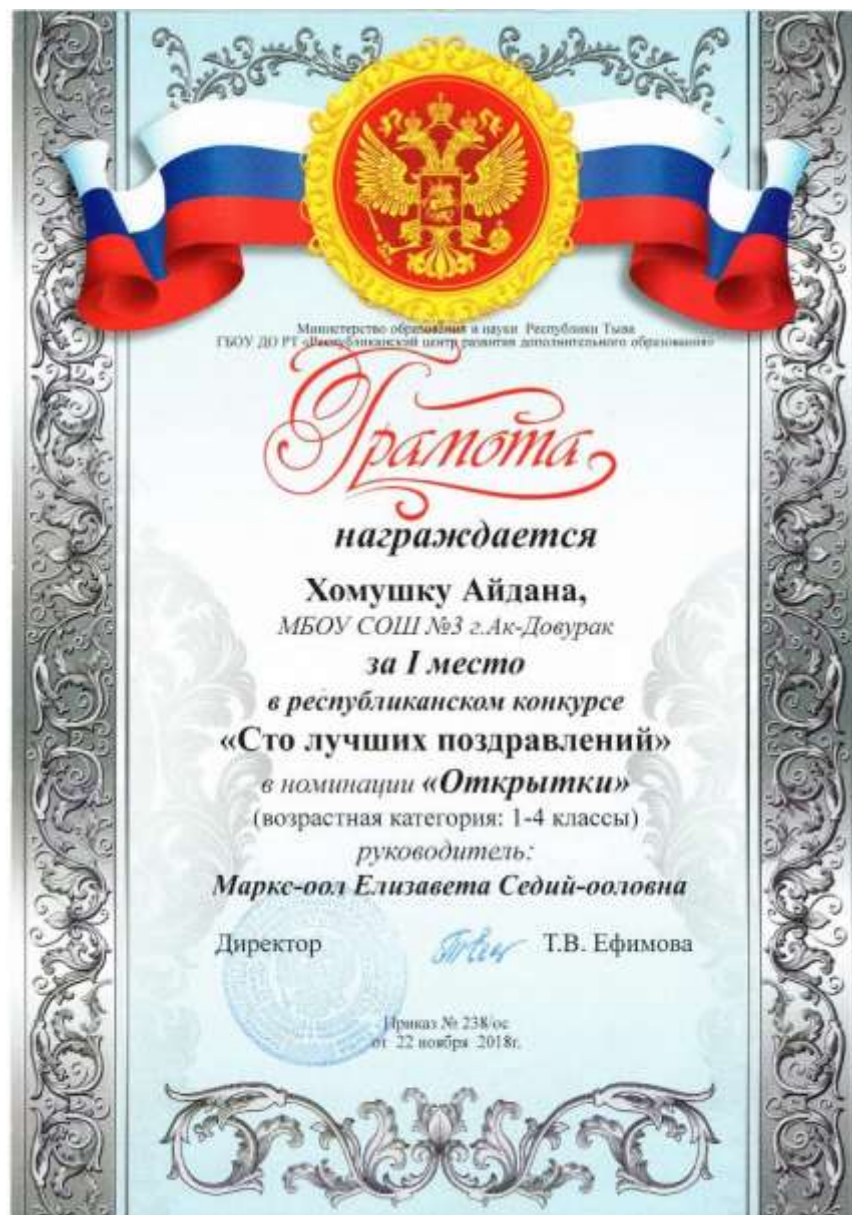 Министерство образования и науки Республики Тыва
ГБОУ ДО РТ «Республиканский центр развития дополнительного образования»
Грамота
награждается
Хомушку Айдана,
МБОУ СОШ №3 г.Ак-Довурак
за I место
в республиканском конкурсе
«Сто лучших поздравлений»
в номинации «Открытки»
(возрастная категория: 1-4 классы)
руководитель:
Маркс-оол Елизавета Седий-ооловна
Директор Т.В. Ефимова
Приказ № 238/ос
от 22 ноября 2018г.